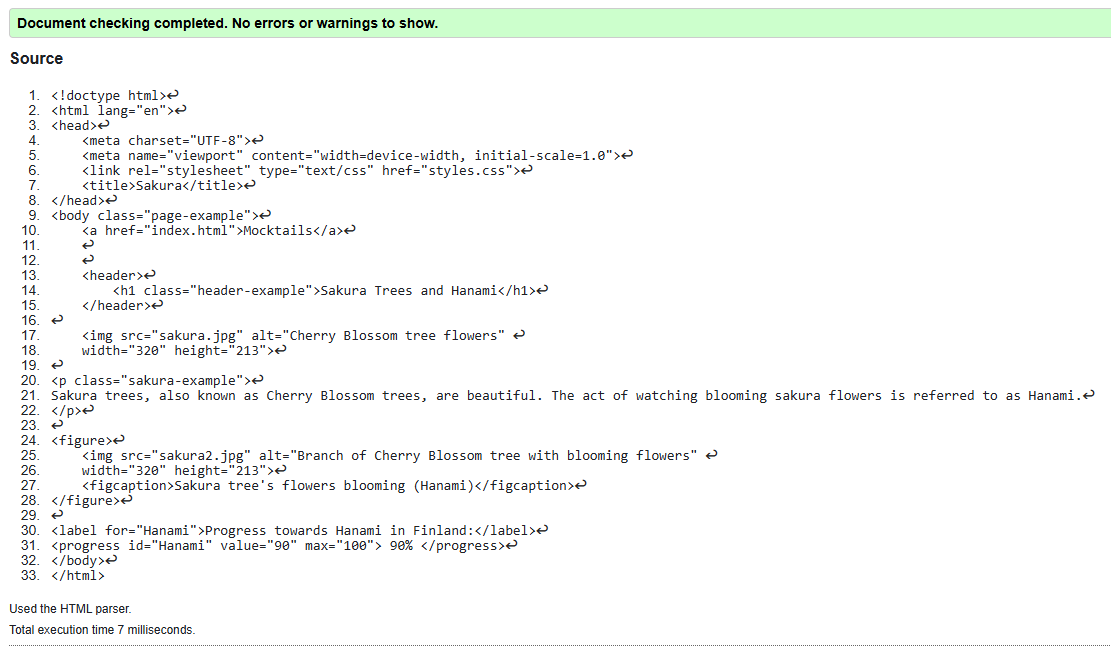 Document checking completed. No errors or warnings to show.
Source
1. <!doctype html>↩
2. <html lang="en">↩
3. <head>↩
4.     <meta charset="UTF-8">↩
5.     <meta name="viewport" content="width=device-width, initial-scale=1.0">↩
6.     <link rel="stylesheet" type="text/css" href="styles.css">↩
7.     <title>Sakura</title>↩
8. </head>↩
9. <body class="page-example">↩
10.     <a href="index.html">Mocktails</a>↩
11.     ↩
12.     ↩
13.     <header>↩
14.         <h1 class="header-example">Sakura Trees and Hanami</h1>↩
15.     </header>↩
16. ↩
17.     <img src="sakura.jpg" alt="Cherry Blossom tree flowers" ↩
18.     width="320" height="213">↩
19. ↩
20. <p class="sakura-example">↩
21. Sakura trees, also known as Cherry Blossom trees, are beautiful. The act of watching blooming sakura flowers is referred to as Hanami.↩
22. </p>↩
23. ↩
24. <figure>↩
25.     <img src="sakura2.jpg" alt="Branch of Cherry Blossom tree with blooming flowers" ↩
26.     width="320" height="213">↩
27.     <figcaption>Sakura tree's flowers blooming (Hanami)</figcaption>↩
28. </figure>↩
29. ↩
30. <label for="Hanami">Progress towards Hanami in Finland:</label>↩
31. <progress id="Hanami" value="90" max="100"> 90% </progress>↩
32. </body>↩
33. </html>
Used the HTML parser.
Total execution time 7 milliseconds.